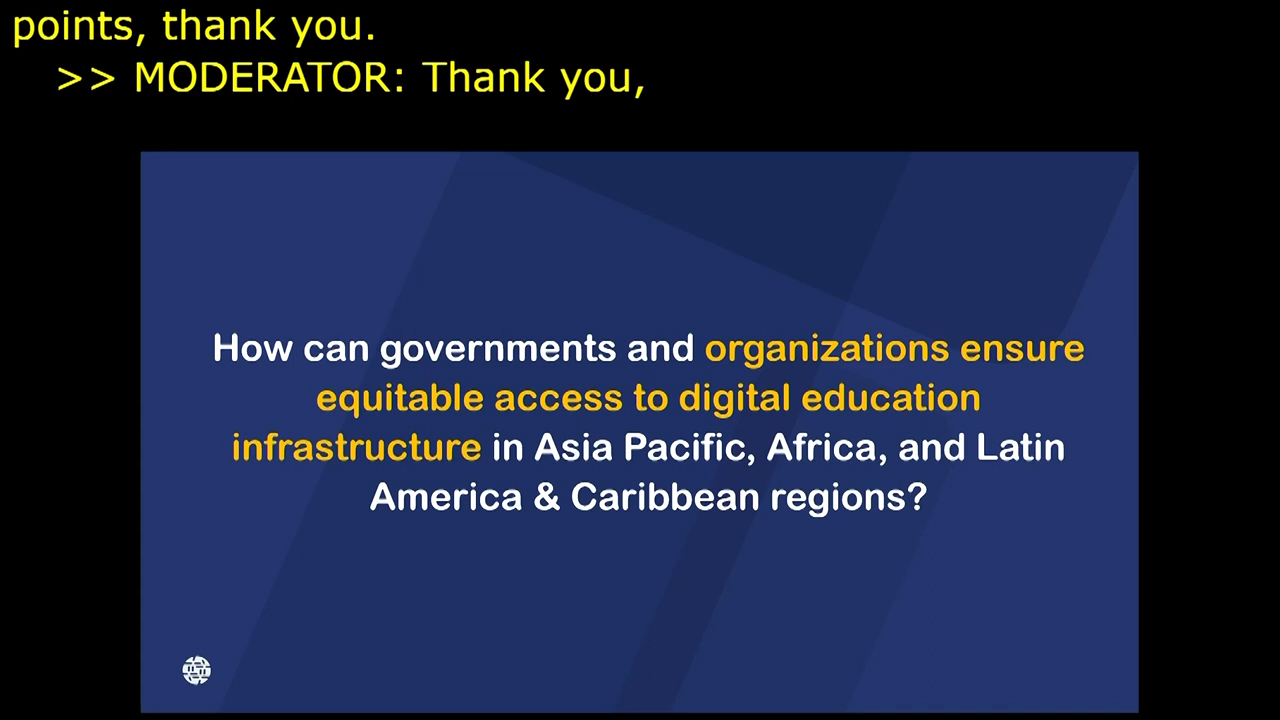 points, thank you.
>> MODERATOR: Thank you,
How can governments and organizations ensure
equitable access to digital education
infrastructure in Asia Pacific, Africa, and Latin
America & Caribbean regions?